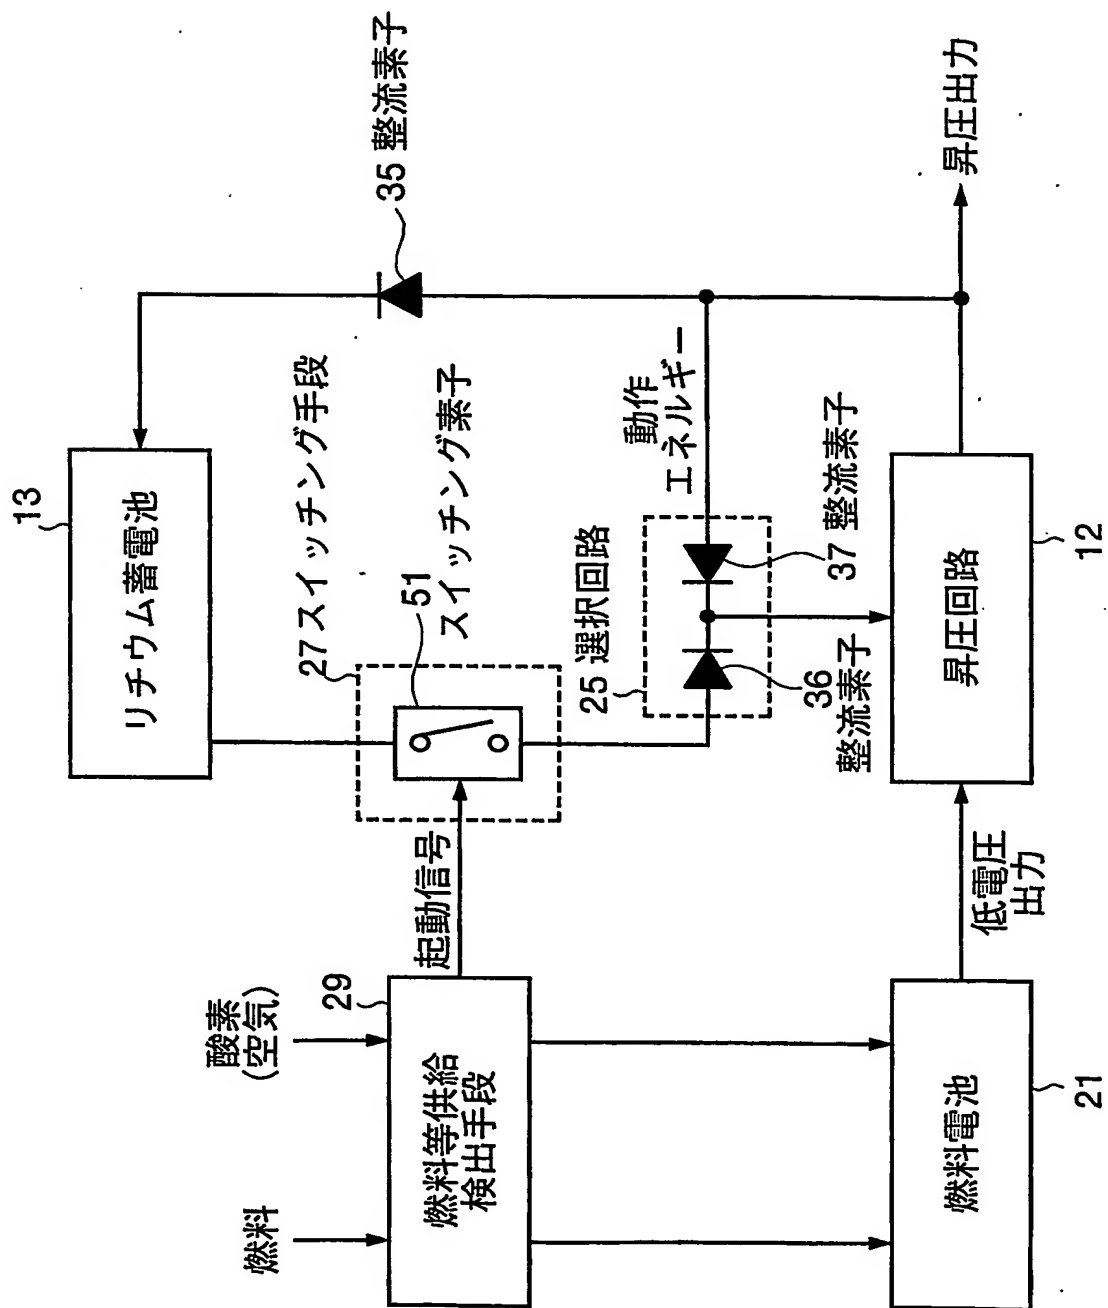 燃料
酸素
(空気)
29
燃料等供給
検出手段
起動信号
27スイッチング手段
51
スイッチング素子
13
リチウム蓄電池
35 整流素子
25 選択回路
動作
エネルギー
36
整流素子
37 整流素子
燃料電池
21
低電圧
出力
昇圧回路
12
昇圧出力